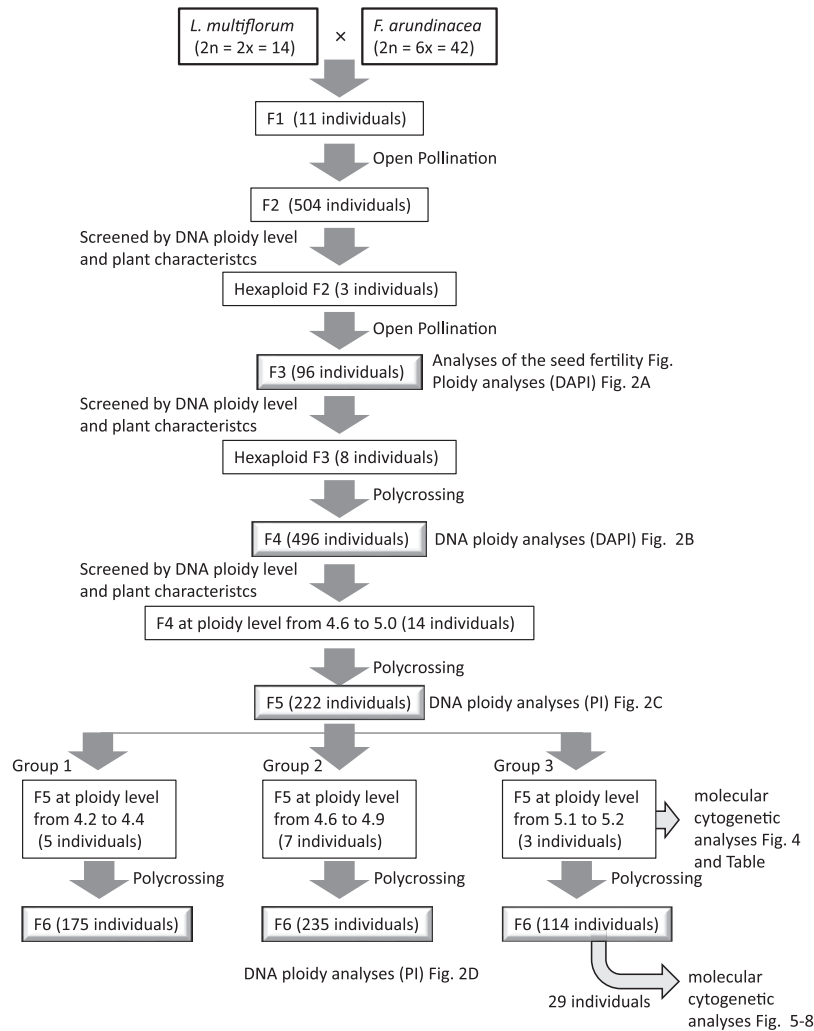 L. multiflorum
(2n = 2x = 14)
×
F. arundinacea
(2n = 6x = 42)
F1 (11 individuals)
Open Pollination
F2 (504 individuals)
Screened by DNA ploidy level
and plant characteristcs
Hexaploid F2 (3 individuals)
Open Pollination
F3 (96 individuals)
Analyses of the seed fertility Fig.
Ploidy analyses (DAPI) Fig. 2A
Screened by DNA ploidy level
and plant characteristcs
Hexaploid F3 (8 individuals)
Polycrossing
F4 (496 individuals)
DNA ploidy analyses (DAPI) Fig. 2B
Screened by DNA ploidy level
and plant characteristcs
F4 at ploidy level from 4.6 to 5.0 (14 individuals)
Polycrossing
F5 (222 individuals)
DNA ploidy analyses (PI) Fig. 2C
Group 1
F5 at ploidy level
from 4.2 to 4.4
(5 individuals)
Polycrossing
F6 (175 individuals)
Group 2
F5 at ploidy level
from 4.6 to 4.9
(7 individuals)
Polycrossing
F6 (235 individuals)
Group 3
F5 at ploidy level
from 5.1 to 5.2
(3 individuals)
molecular
cytogenetic
analyses Fig. 4
and Table
Polycrossing
F6 (114 individuals)
DNA ploidy analyses (PI) Fig. 2D
29 individuals
molecular
cytogenetic
analyses Fig. 5-8